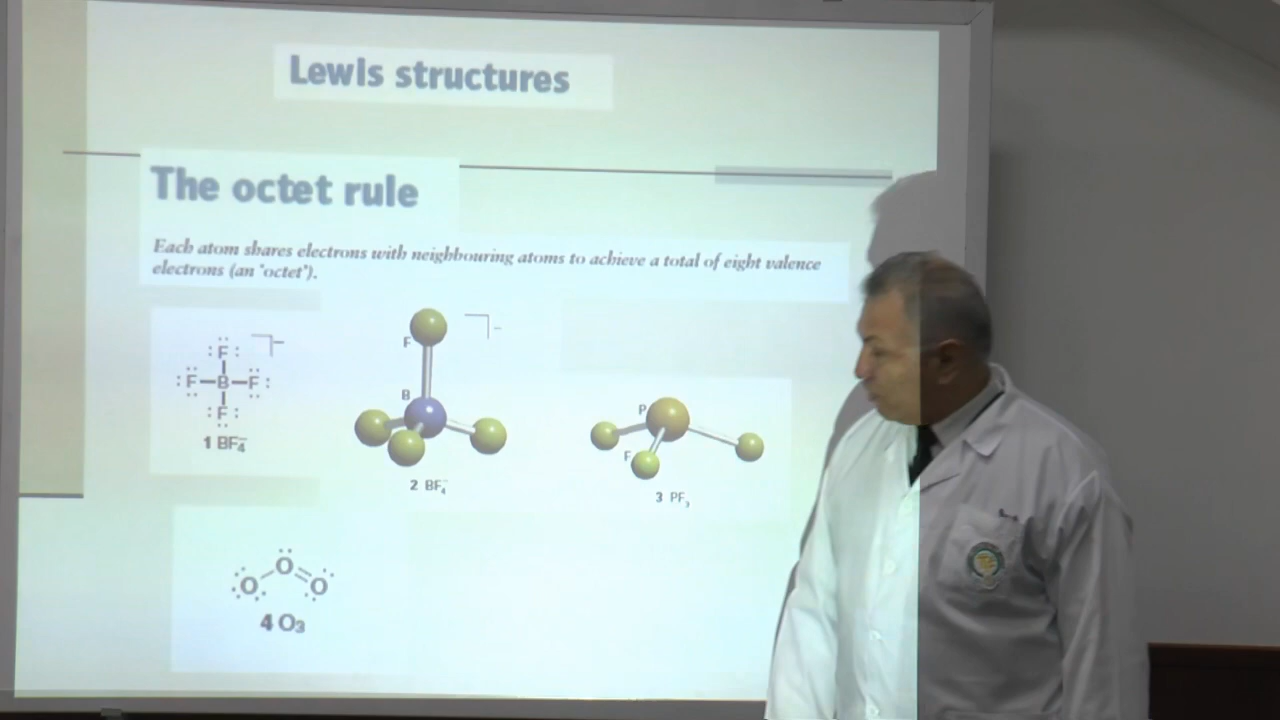 Lewis structures
The octet rule
Each atom shares electrons with neighbouring atoms to achieve a total of eight valence
electrons (an "octet").
F
F B F
F
1 BF₄⁻
F
B
2 BF₄⁻
P
F
3 PF₃
O O O
4 O₃